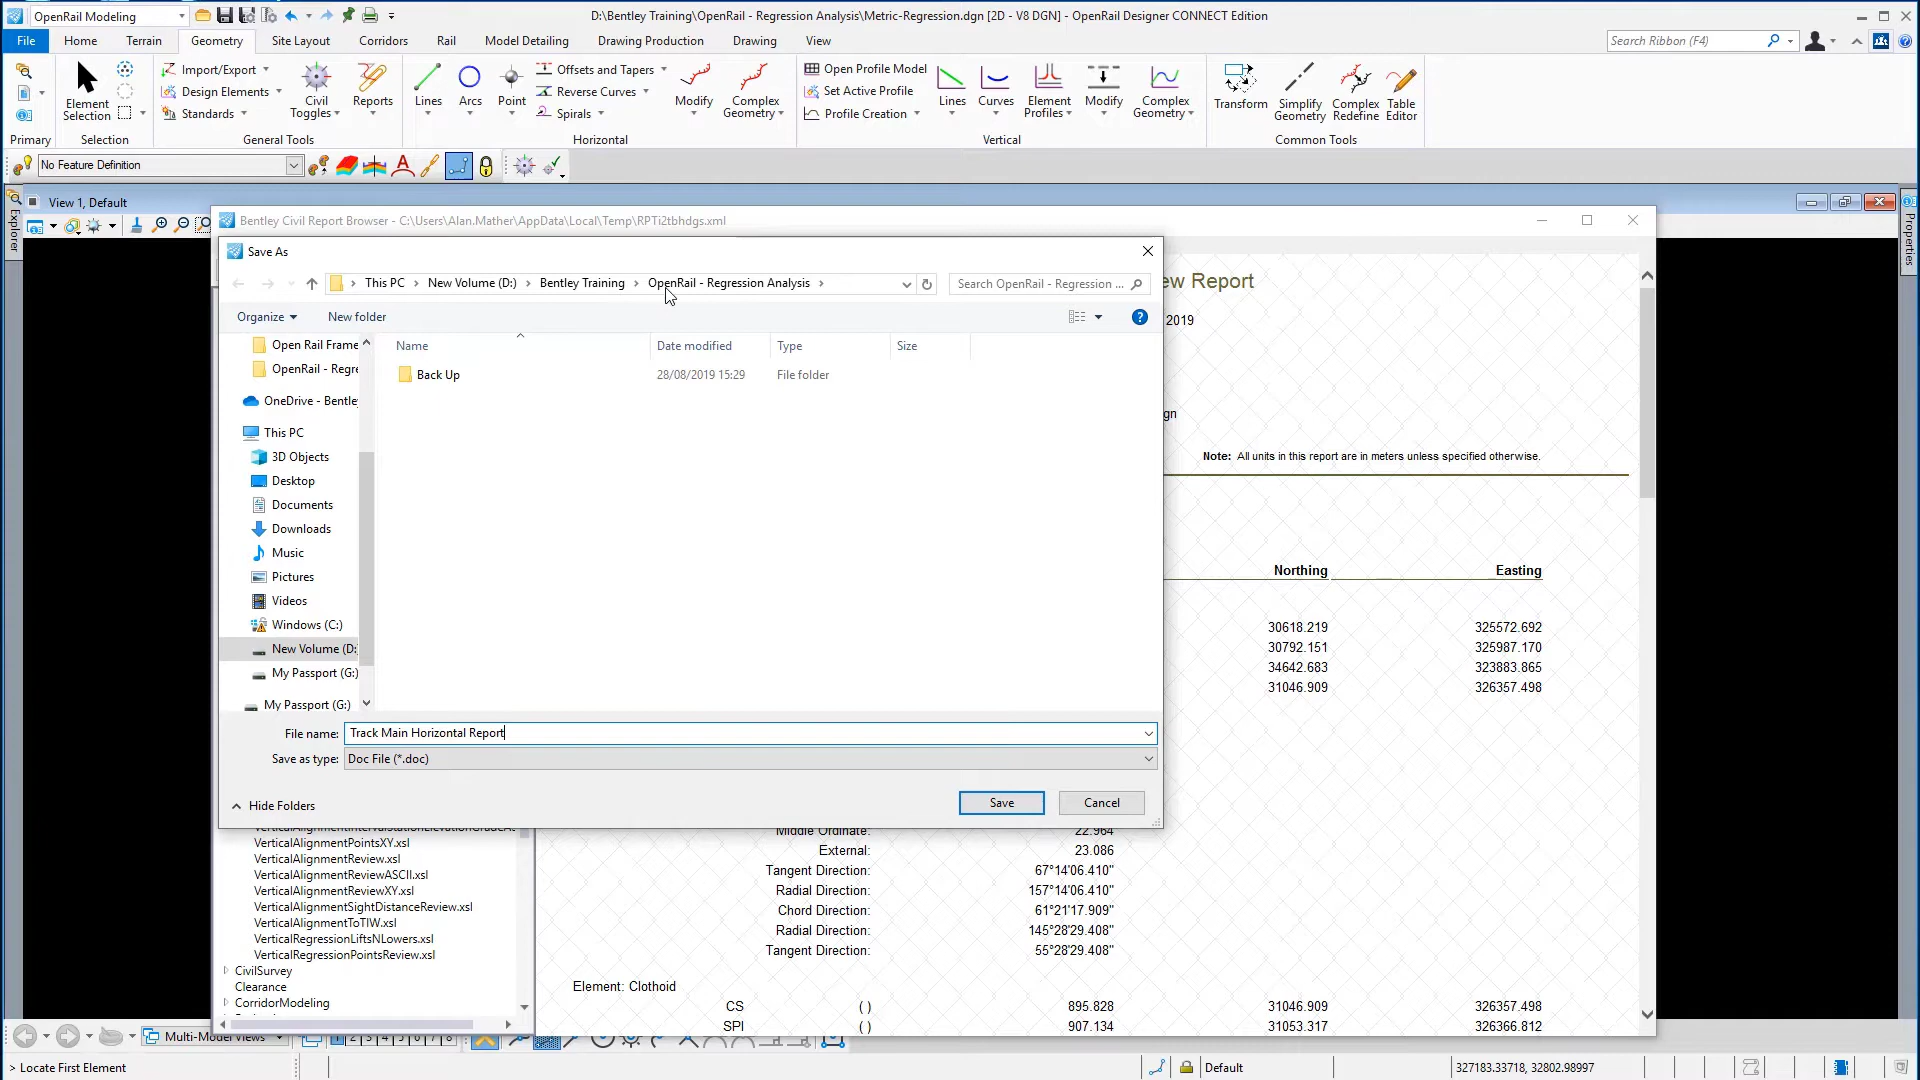 OpenRail Modeling
D:\Bentley Training\OpenRail - Regression Analysis\Metric-Regression.dgn [2D - V8 DGN] - OpenRail Designer CONNECT Edition
File Home Terrain Geometry Site Layout Corridors Rail Model Detailing Drawing Production Drawing View
Search Ribbon (F4)
Import/Export
Design Elements
Standards
Element Selection
Civil Toggles
Reports
Lines
Arcs
Point
Offsets and Tapers
Reverse Curves
Spirals
Modify
Complex Geometry
Open Profile Model
Set Active Profile
Profile Creation
Lines
Curves
Element Profiles
Modify
Complex Geometry
Transform
Simplify Geometry
Complex Redefine
Table Editor
Primary Selection General Tools Horizontal Vertical Common Tools
No Feature Definition
View 1, Default
Explorer
Properties
Bentley Civil Report Browser - C:\Users\Alan.Mather\AppData\Local\Temp\RPTi2tbhdgs.xml
Save As
This PC New Volume (D:) Bentley Training OpenRail - Regression Analysis
Search OpenRail - Regression ...
Organize New folder
Open Rail Frame
OpenRail - Regre
OneDrive - Bentle
This PC
3D Objects
Desktop
Documents
Downloads
Music
Pictures
Videos
Windows (C:)
New Volume (D:
My Passport (G:)
My Passport (G:)
Name Date modified Type Size
Back Up 28/08/2019 15:29 File folder
File name: Track Main Horizontal Report
Save as type: Doc File (*.doc)
Hide Folders
Save Cancel
ew Report
2019
gn
Note: All units in this report are in meters unless specified otherwise.
Northing Easting
30618.219 325572.692
30792.151 325987.170
34642.683 323883.865
31046.909 326357.498
Middle Ordinate: 22.964
External: 23.086
Tangent Direction: 67°14'06.410"
Radial Direction: 157°14'06.410"
Chord Direction: 61°21'17.909"
Radial Direction: 145°28'29.408"
Tangent Direction: 55°28'29.408"
Element: Clothoid
CS ( ) 895.828 31046.909 326357.498
SPI ( ) 907.134 31053.317 326366.812
VerticalAlignmentPointsXY.xsl
VerticalAlignmentReview.xsl
VerticalAlignmentReviewASCII.xsl
VerticalAlignmentReviewXY.xsl
VerticalAlignmentSightDistanceReview.xsl
VerticalAlignmentToTIW.xsl
VerticalRegressionLiftsNLowers.xsl
VerticalRegressionPointsReview.xsl
CivilSurvey
Clearance
CorridorModeling
Multi-Model Views
1 2 3 4 5 6 7 8
> Locate First Element
Default
327183.33718, 32802.98997